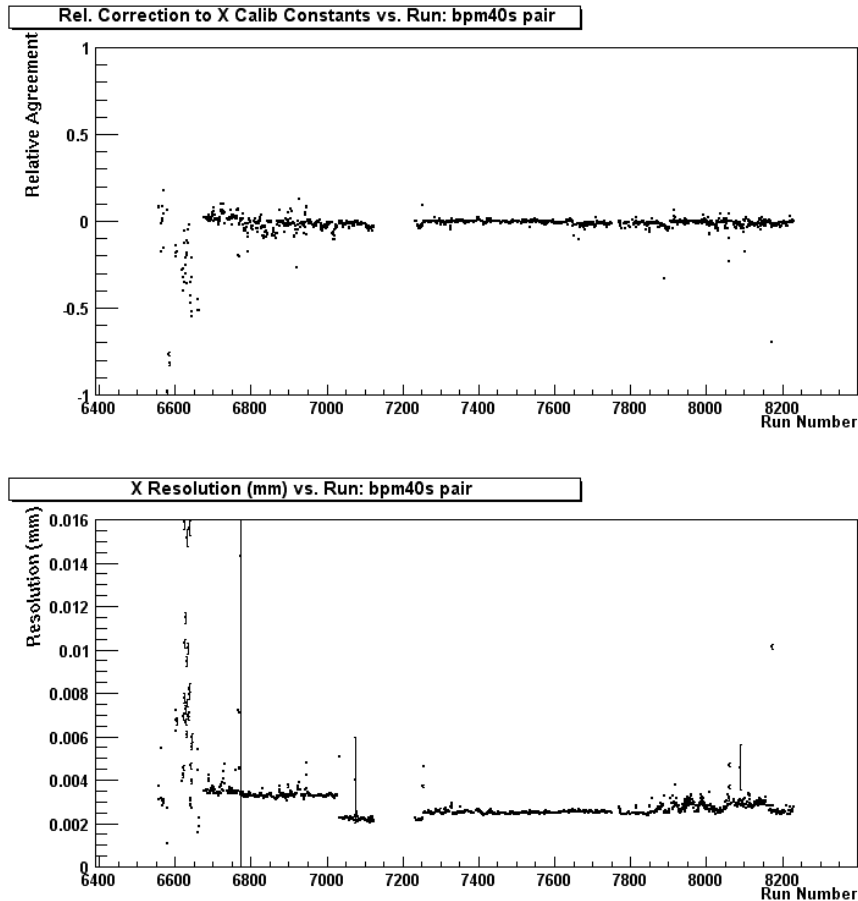 Rel. Correction to X Calib Constants vs. Run: bpm40s pair
Relative Agreement
1
0.5
0
-0.5
-1
6400 6600 6800 7000 7200 7400 7600 7800 8000 8200
Run Number
X Resolution (mm) vs. Run: bpm40s pair
Resolution (mm)
0.016
0.014
0.012
0.01
0.008
0.006
0.004
0.002
0
6400 6600 6800 7000 7200 7400 7600 7800 8000 8200
Run Number